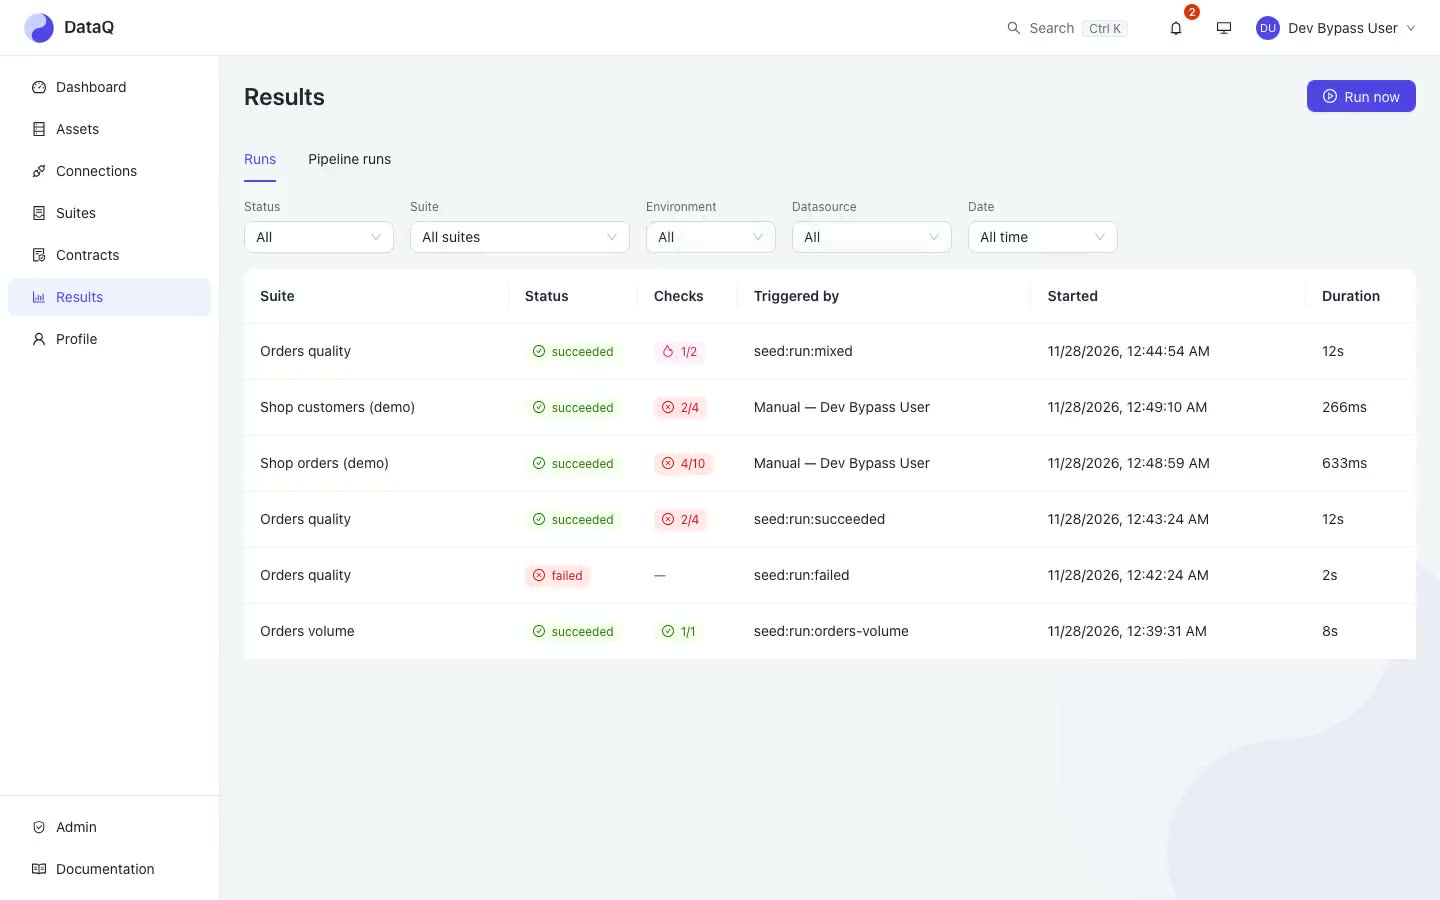 DataQ
Search Ctrl K
2
DU Dev Bypass User
Dashboard
Assets
Connections
Suites
Contracts
Results
Profile
Admin
Documentation
Results
Run now
Runs Pipeline runs
Status Suite Environment Datasource Date
All All suites All All All time
Suite Status Checks Triggered by Started Duration
Orders quality succeeded 1/2 seed:run:mixed 11/28/2026, 12:44:54 AM 12s
Shop customers (demo) succeeded 2/4 Manual — Dev Bypass User 11/28/2026, 12:49:10 AM 266ms
Shop orders (demo) succeeded 4/10 Manual — Dev Bypass User 11/28/2026, 12:48:59 AM 633ms
Orders quality succeeded 2/4 seed:run:succeeded 11/28/2026, 12:43:24 AM 12s
Orders quality failed — seed:run:failed 11/28/2026, 12:42:24 AM 2s
Orders volume succeeded 1/1 seed:run:orders-volume 11/28/2026, 12:39:31 AM 8s